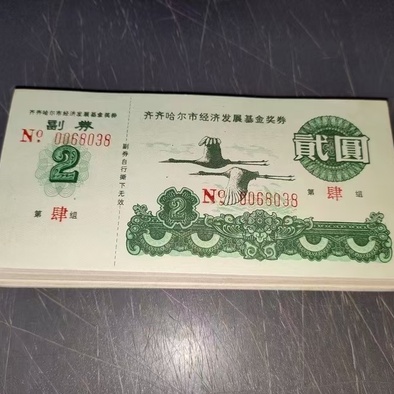 齐齐哈尔市经济发展基金奖券
副券
Nº 0068038
2
第肆组
副券自行撕下无效
齐齐哈尔市经济发展基金奖券
贰圆
Nº 0068038
第肆组
2